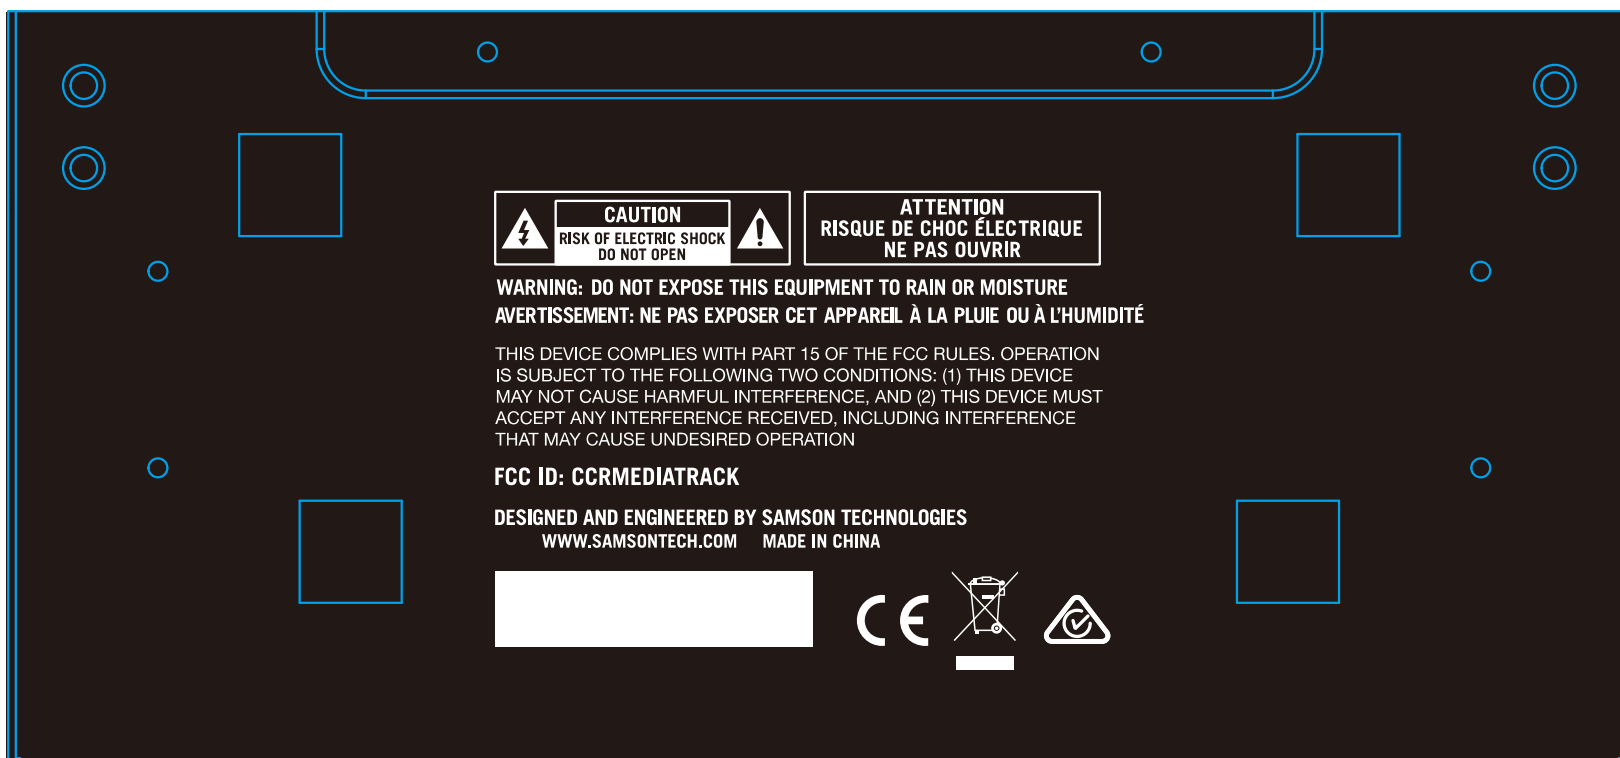 CAUTION
RISK OF ELECTRIC SHOCK
DO NOT OPEN
ATTENTION
RISQUE DE CHOC ÉLECTRIQUE
NE PAS OUVRIR
WARNING: DO NOT EXPOSE THIS EQUIPMENT TO RAIN OR MOISTURE
AVERTISSEMENT: NE PAS EXPOSER CET APPAREIL À LA PLUIE OU À L'HUMIDITÉ
THIS DEVICE COMPLIES WITH PART 15 OF THE FCC RULES. OPERATION
IS SUBJECT TO THE FOLLOWING TWO CONDITIONS: (1) THIS DEVICE
MAY NOT CAUSE HARMFUL INTERFERENCE, AND (2) THIS DEVICE MUST
ACCEPT ANY INTERFERENCE RECEIVED, INCLUDING INTERFERENCE
THAT MAY CAUSE UNDESIRED OPERATION
FCC ID: CCRMEDIATRACK
DESIGNED AND ENGINEERED BY SAMSON TECHNOLOGIES
WWW.SAMSONTECH.COM MADE IN CHINA
CE